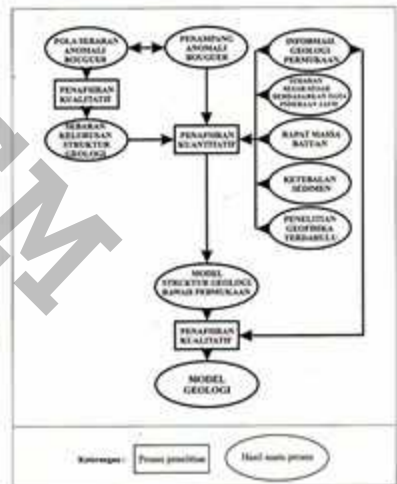 POLA SEBARAN
ANOMALI
BOUGUER
PENAMPANG
ANOMALI
BOUGUER
INFORMASI
GEOLOGI
PERMUKAAN
PENAFSIRAN
KUALITATIF
SEBARAN
KELURUSAN
STRUKTUR
GEOLOGI
PENAFSIRAN
KUANTITATIF
RAPAT MASSA
BATUAN
KETEBALAN
SEDIMEN
PENELITIAN
GEOFISIKA
TERDAHULU
MODEL
STRUKTUR GEOLOGI
BAWAH PERMUKAAN
PENAFSIRAN
KUALITATIF
MODEL
GEOLOGI
Keterangan :
Proses penelitian
Hasil suatu proses